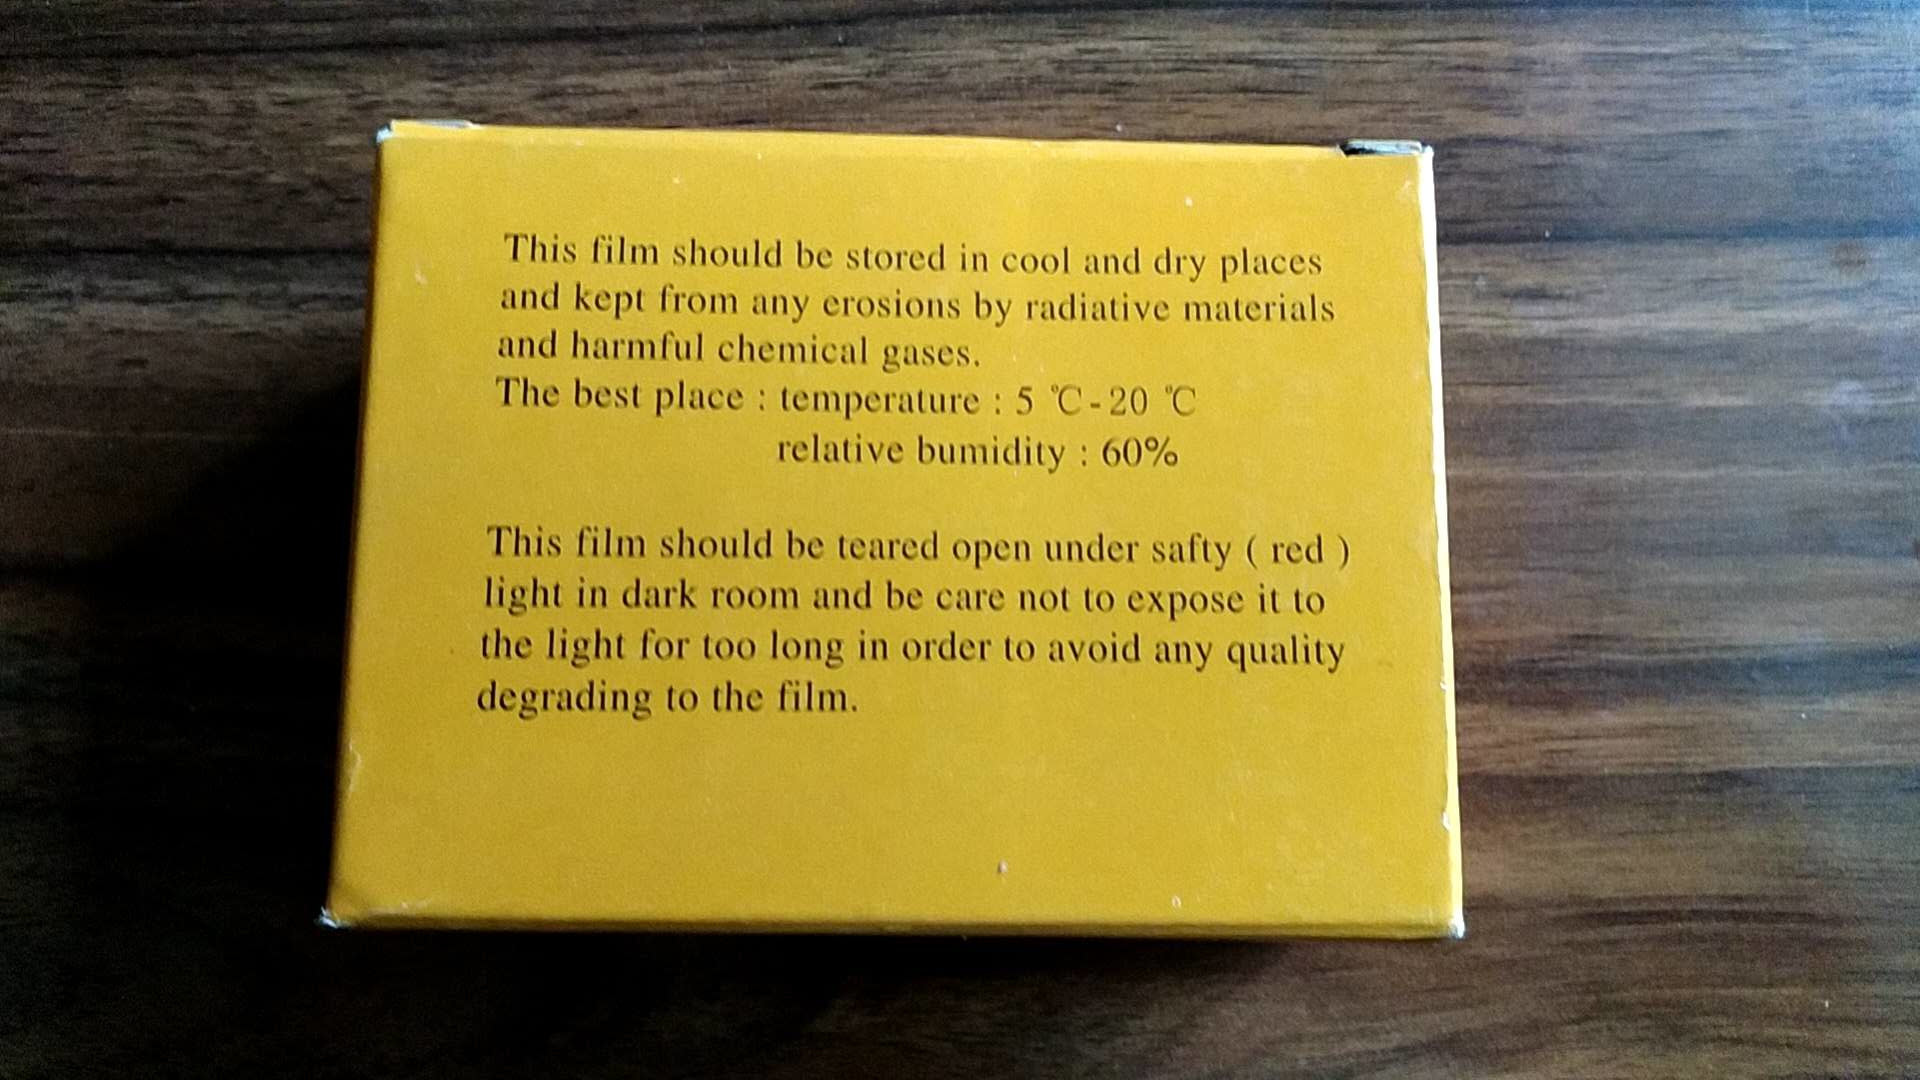 This film should be stored in cool and dry places
and kept from any erosions by radiative materials
and harmful chemical gases.
The best place : temperature : 5 ℃-20 ℃
relative bumidity : 60%
This film should be teared open under safty ( red )
light in dark room and be care not to expose it to
the light for too long in order to avoid any quality
degrading to the film.